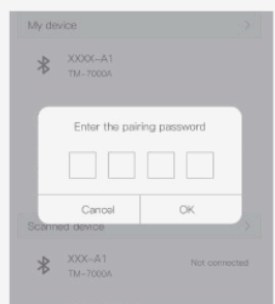 My device
XXXX-A1
TM-7000A
Enter the pairing password
Cancel
OK
Scanned device
XXX-A1
Not connected
TM-7000A